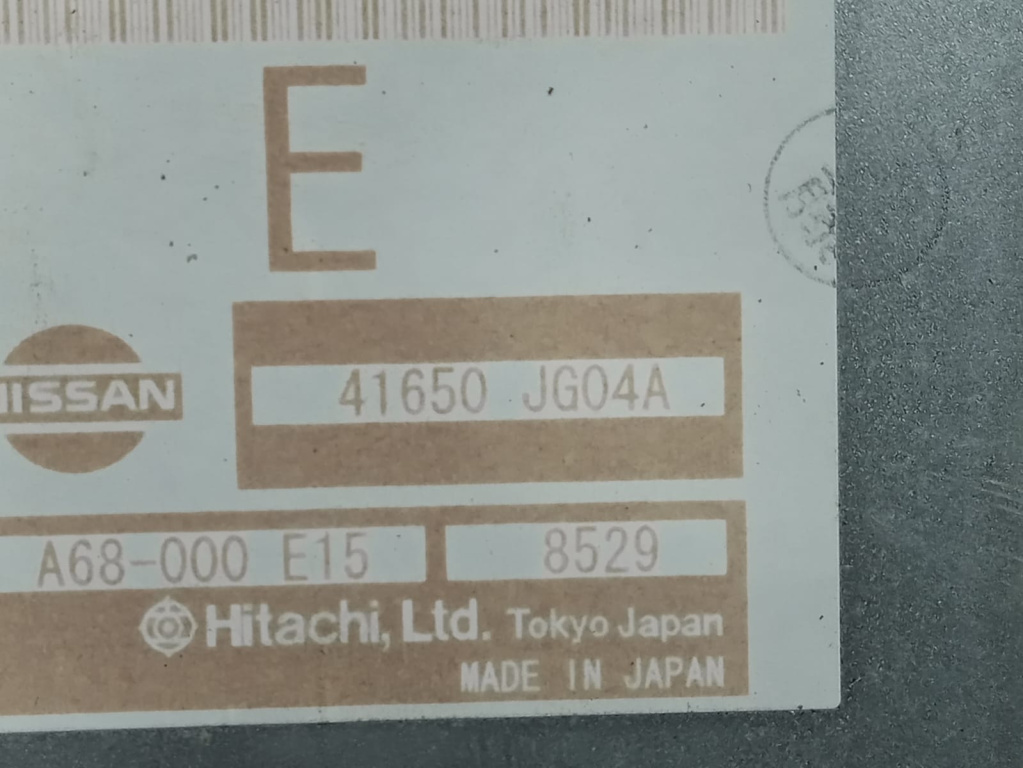 E
NISSAN
41650 JG04A
A68-000 E15
8529
Hitachi, Ltd. Tokyo Japan
MADE IN JAPAN